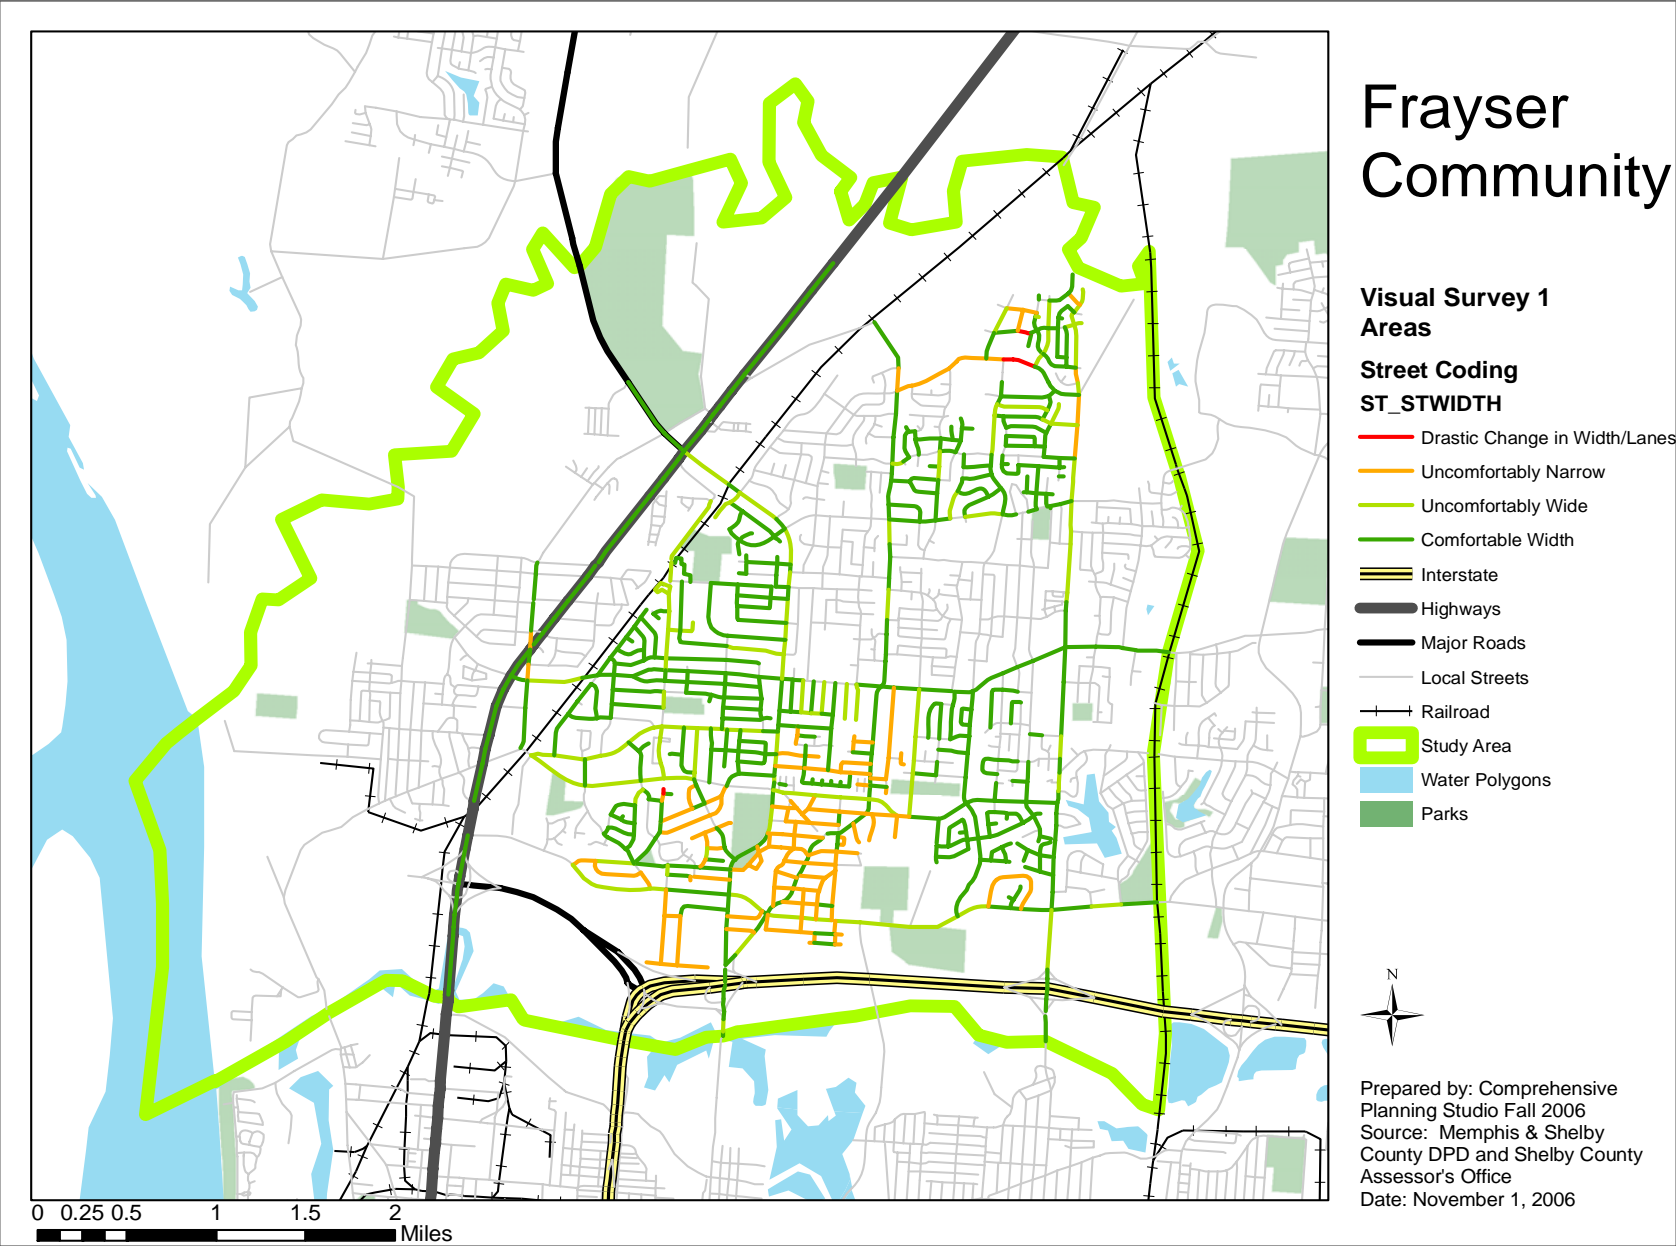 Frayser
Community
Visual Survey 1
Areas
Street Coding
ST_STWIDTH
Drastic Change in Width/Lanes
Uncomfortably Narrow
Uncomfortably Wide
Comfortable Width
Interstate
Highways
Major Roads
Local Streets
Railroad
Study Area
Water Polygons
Parks
N
Prepared by: Comprehensive
Planning Studio Fall 2006
Source:  Memphis & Shelby
County DPD and Shelby County
Assessor's Office
Date: November 1, 2006
0 0.25 0.5 1 1.5 2
Miles